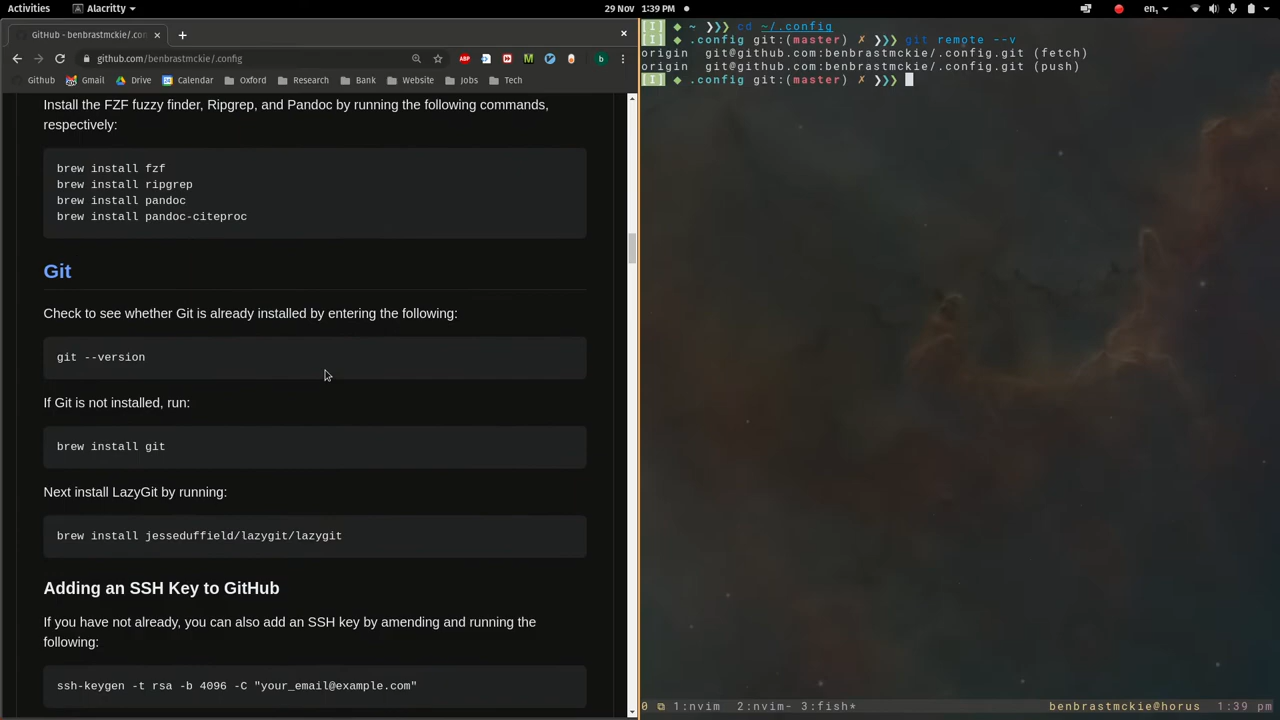 Activities Alacritty 29 Nov 1:39 PM en₁
GitHub - benbrastmckie/.con
github.com/benbrastmckie/.config
Github Gmail Drive Calendar Oxford Research Bank Website Jobs Tech
Install the FZF fuzzy finder, Ripgrep, and Pandoc by running the following commands,
respectively:
brew install fzf
brew install ripgrep
brew install pandoc
brew install pandoc-citeproc
Git
Check to see whether Git is already installed by entering the following:
git --version
If Git is not installed, run:
brew install git
Next install LazyGit by running:
brew install jesseduffield/lazygit/lazygit
Adding an SSH Key to GitHub
If you have not already, you can also add an SSH key by amending and running the
following:
ssh-keygen -t rsa -b 4096 -C "your_email@example.com"
[I] ◆ ~ ❯❯❯ cd ~/.config
[I] ◆ .config git:(master) ✗ ❯❯❯ git remote --v
origin git@github.com:benbrastmckie/.config.git (fetch)
origin git@github.com:benbrastmckie/.config.git (push)
[I] ◆ .config git:(master) ✗ ❯❯❯
0 1:nvim 2:nvim- 3:fish* benbrastmckie@horus 1:39 pm